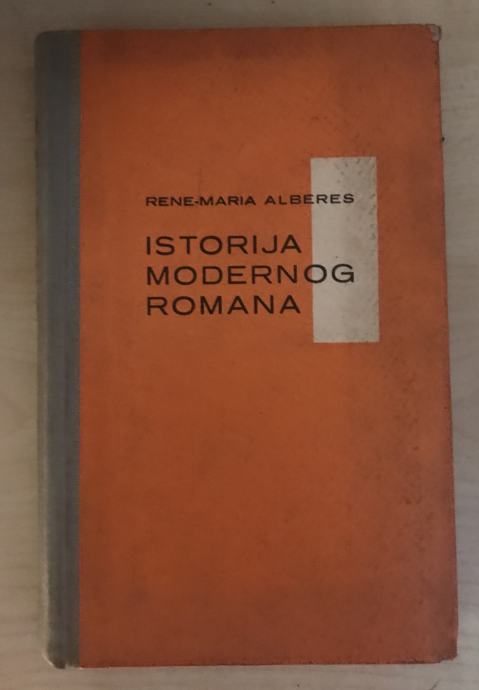 RENE-MARIA ALBERES
ISTORIJA
MODERNOG
ROMANA